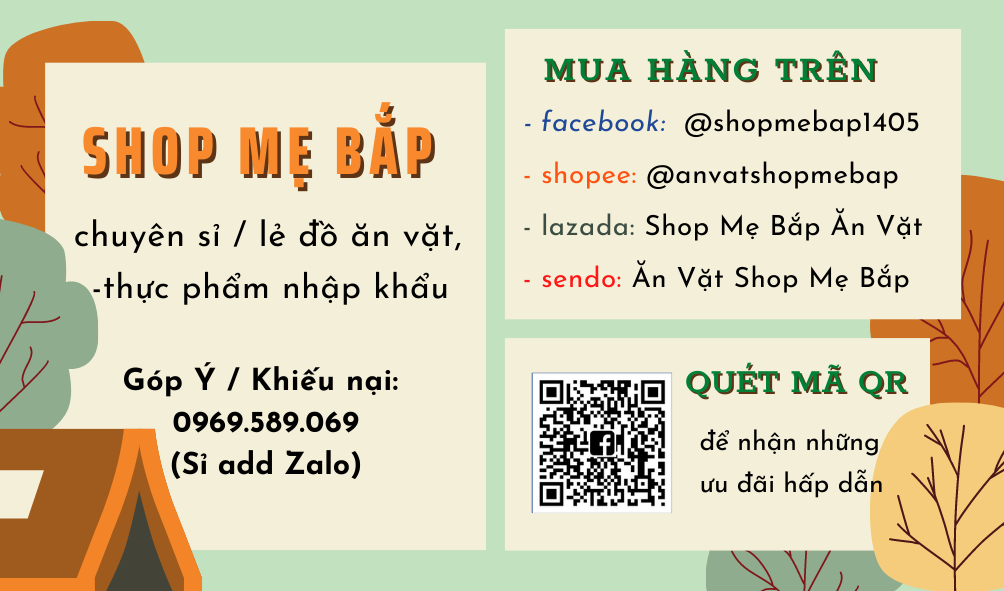 SHOP MẸ BẮP
chuyên sỉ / lẻ đồ ăn vặt,
-thực phẩm nhập khẩu
Góp Ý / Khiếu nại:
0969.589.069
(Sỉ add Zalo)
MUA HÀNG TRÊN
- facebook: @shopmebap1405
- shopee: @anvatshopmebap
- lazada: Shop Mẹ Bắp Ăn Vặt
- sendo: Ăn Vặt Shop Mẹ Bắp
QUÉT MÃ QR
để nhận những
ưu đãi hấp dẫn